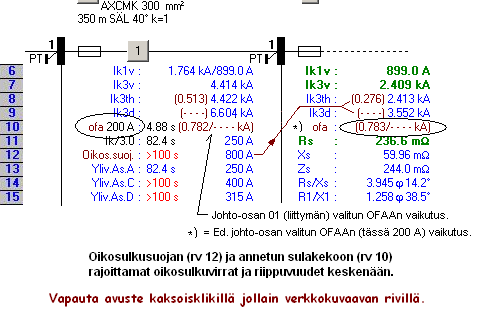 AXCMK 300 mm²
350 m SÄL 40° k=1
1 1 1
PT PT
6 Ik1v : 1.764 kA/899.0 A Ik1v : 899.0 A
7 Ik3v : 4.414 kA Ik3v : 2.409 kA
8 Ik3th : (0.513) 4.422 kA Ik3th : (0.276) 2.413 kA
9 Ik3d : (----) 6.604 kA Ik3d : (----) 3.552 kA
10 ofa 200 A : 4.88 s (0.782/---- kA) *) ofa : (0.783/---- kA)
11 Ik/3.0 : 82.4 s 250 A Rs : 236.6 mΩ
12 Oikos.suoj. : >100 s 800 A Xs : 59.96 mΩ
13 Yliv.As.A : 82.4 s 250 A Zs : 244.0 mΩ
14 Yliv.As.C : >100 s 400 A Rs/Xs : 3.945 φ 14.2°
15 Yliv.As.D : >100 s 315 A R1/X1 : 1.258 φ 38.5°
Johto-osan 01 (liittymän) valitun OFAAn vaikutus.
*) = Ed. johto-osan valitun OFAAn (tässä 200 A) vaikutus.
Oikosulkusuojan (rv 12) ja annetun sulakekoon (rv 10)
rajoittamat oikosulkuvirrat ja riippuvuudet keskenään.
Vapauta avuste kaksoisklikillä jollain verkkokuvaavan rivillä.